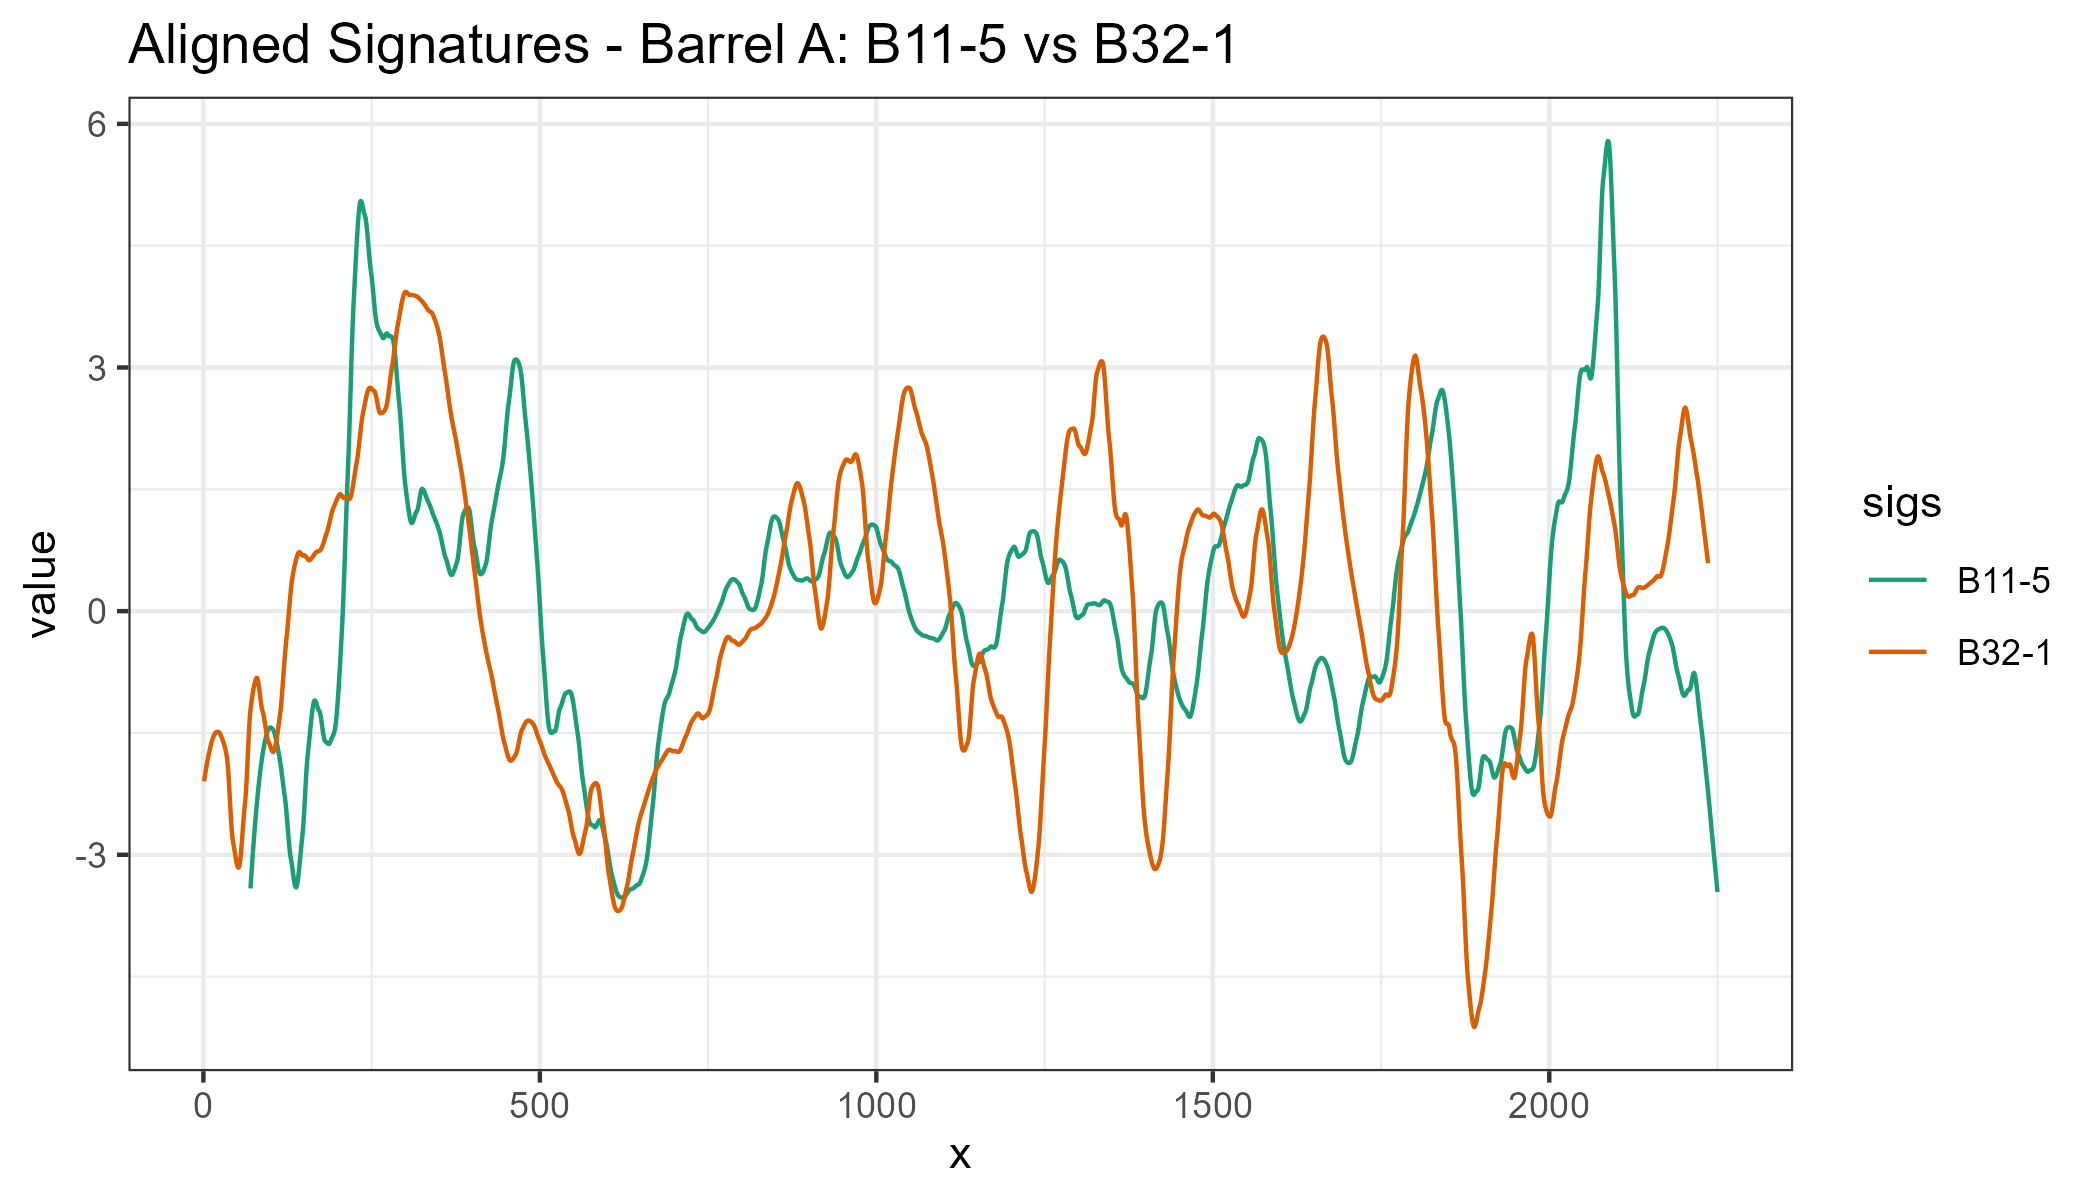 Aligned Signatures - Barrel A: B11-5 vs B32-1
6
3
0
-3
value
0 500 1000 1500 2000
x
sigs
B11-5
B32-1